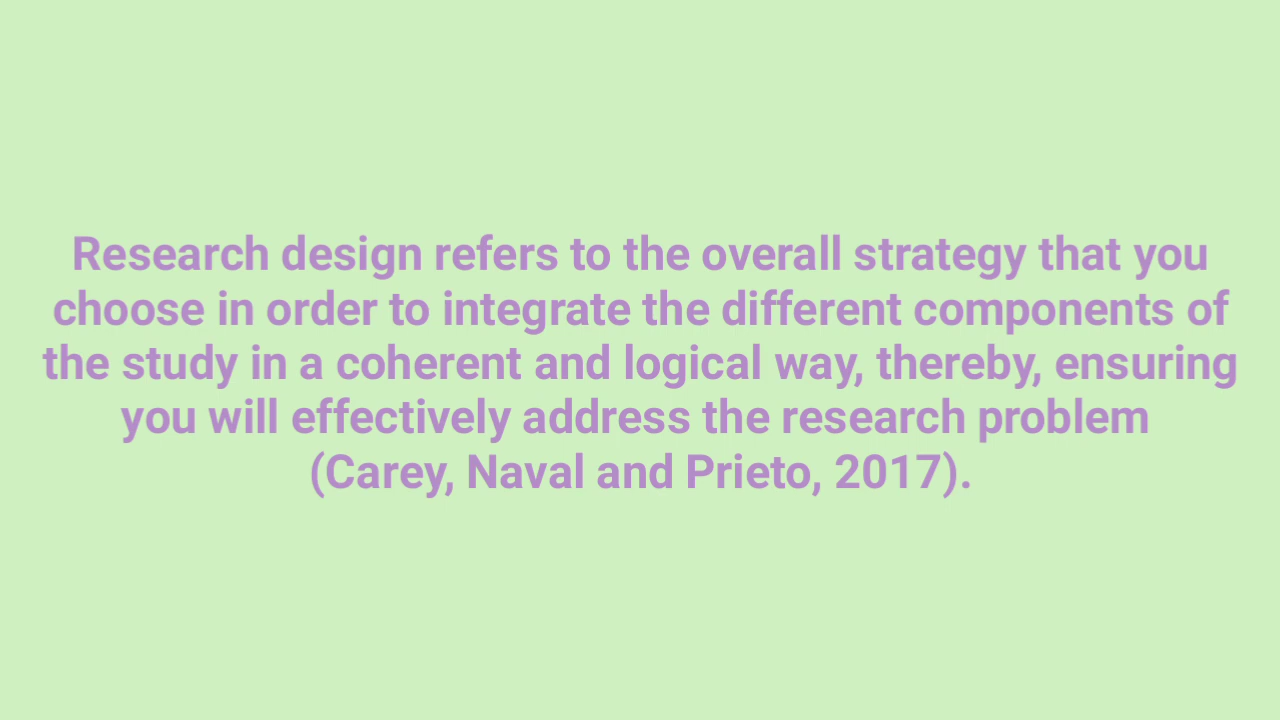 Research design refers to the overall strategy that you
choose in order to integrate the different components of
the study in a coherent and logical way, thereby, ensuring
you will effectively address the research problem
(Carey, Naval and Prieto, 2017).